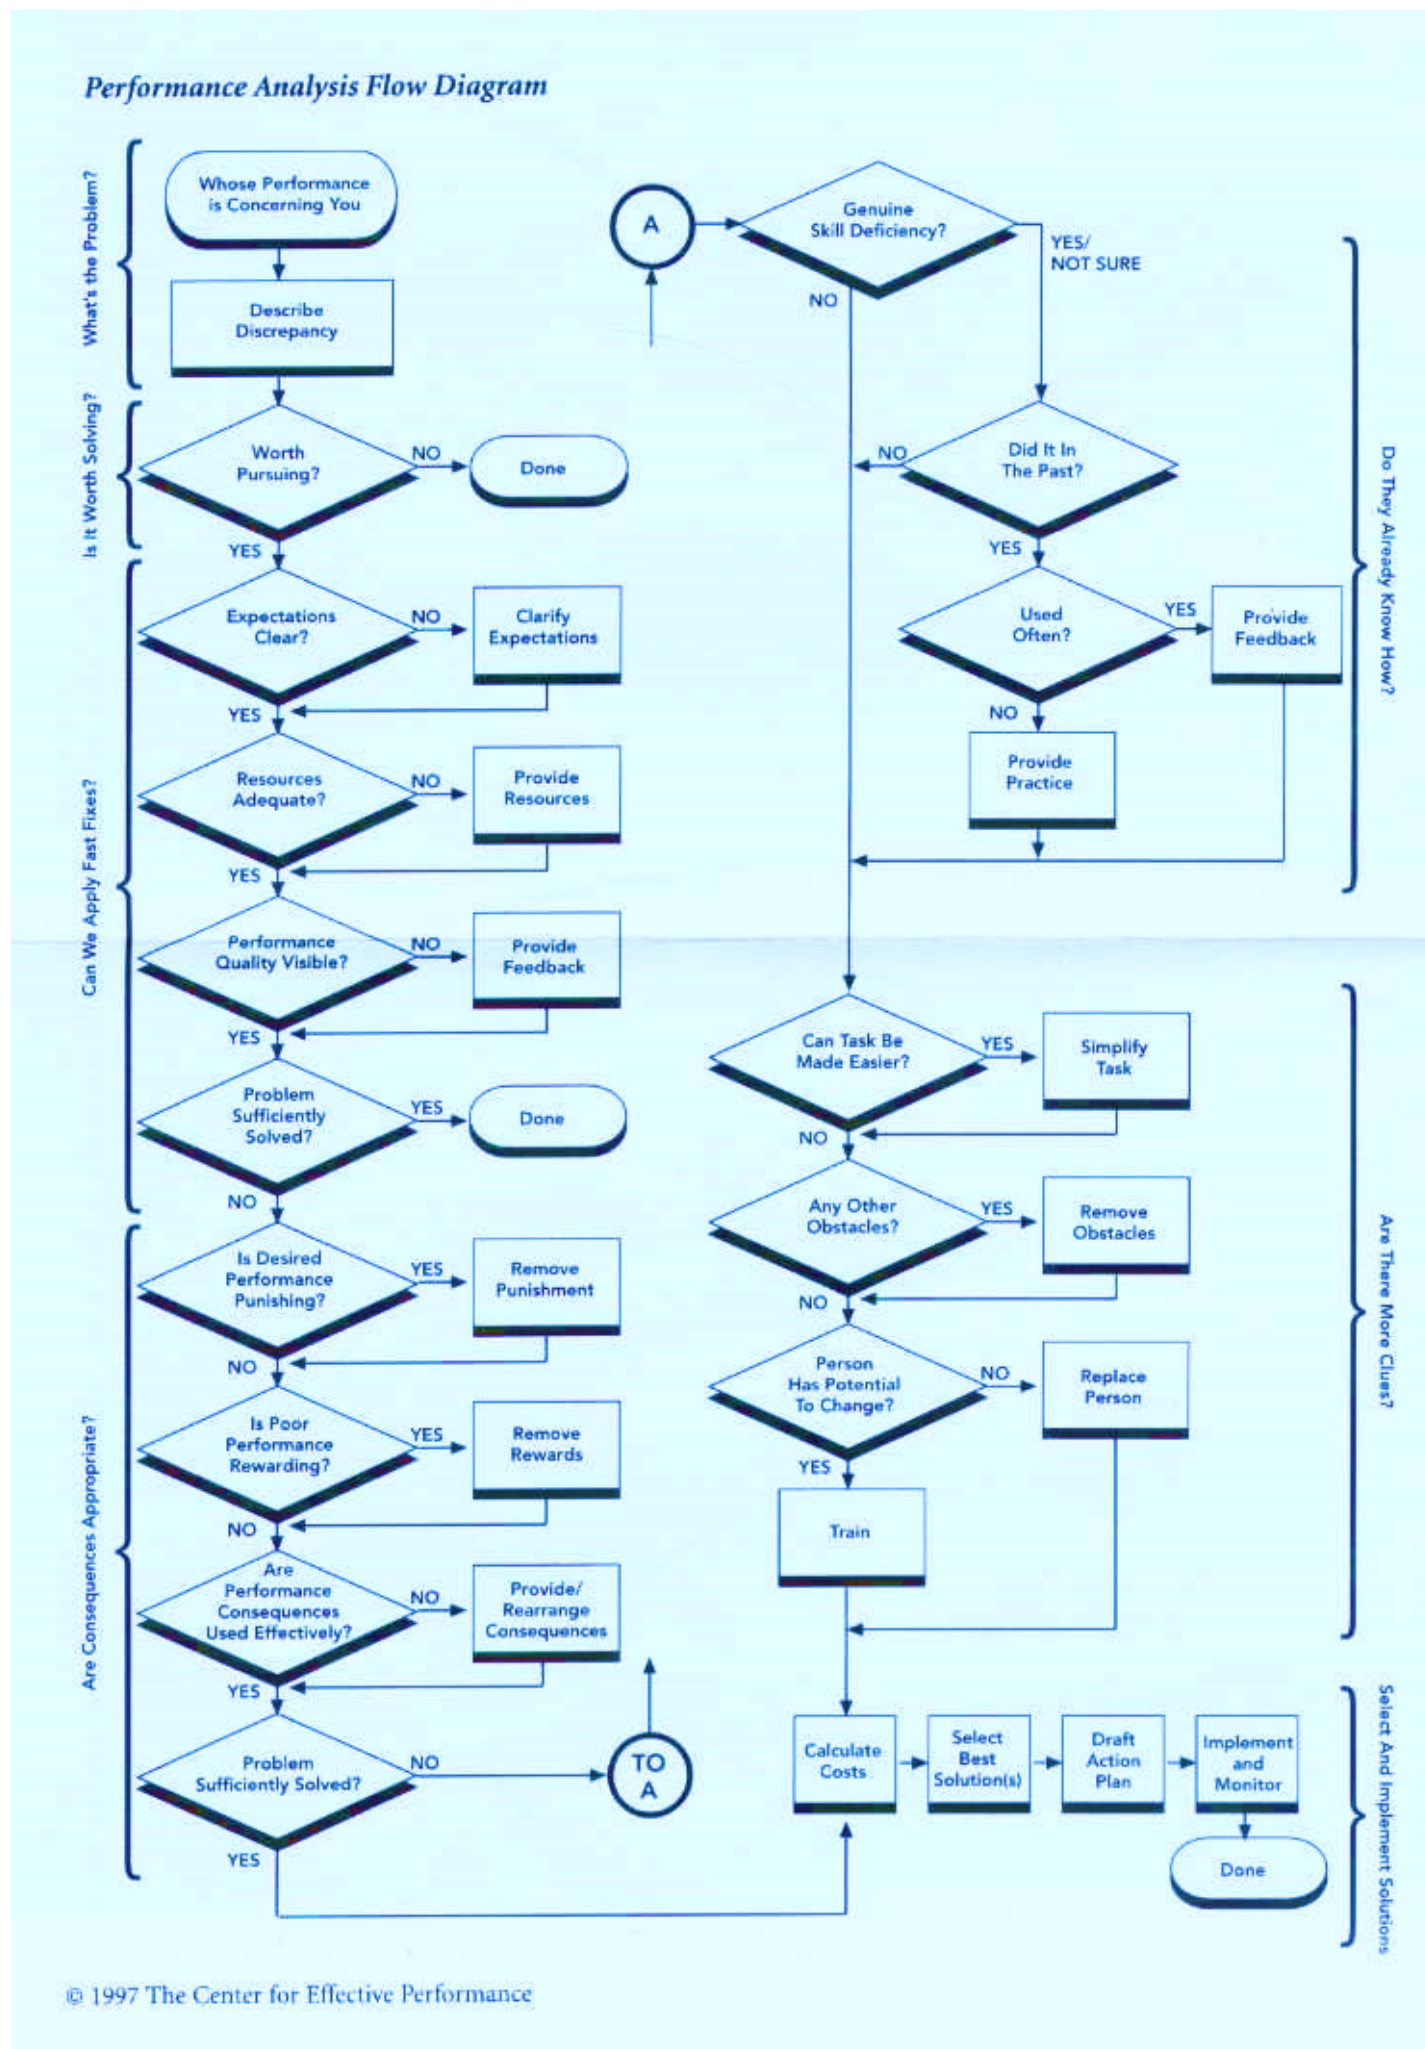 Performance Analysis Flow Diagram
What's the Problem?
Whose Performance
is Concerning You
Describe
Discrepancy
Is It Worth Solving?
Worth
Pursuing?
NO
Done
YES
Can We Apply Fast Fixes?
Expectations
Clear?
NO
Clarify
Expectations
YES
Resources
Adequate?
NO
Provide
Resources
YES
Performance
Quality Visible?
NO
Provide
Feedback
YES
Problem
Sufficiently
Solved?
YES
Done
NO
Are Consequences Appropriate?
Is Desired
Performance
Punishing?
YES
Remove
Punishment
NO
Is Poor
Performance
Rewarding?
YES
Remove
Rewards
NO
Are
Performance
Consequences
Used Effectively?
NO
Provide/
Rearrange
Consequences
YES
Problem
Sufficiently Solved?
NO
TO
A
YES
A
Genuine
Skill Deficiency?
YES/
NOT SURE
NO
Do They Already Know How?
Did It In
The Past?
NO
YES
Used
Often?
YES
Provide
Feedback
NO
Provide
Practice
Can Task Be
Made Easier?
YES
Simplify
Task
NO
Are There More Clues?
Any Other
Obstacles?
YES
Remove
Obstacles
NO
Person
Has Potential
To Change?
NO
Replace
Person
YES
Train
Select And Implement Solutions
Calculate
Costs
Select
Best
Solution(s)
Draft
Action
Plan
Implement
and
Monitor
Done
© 1997 The Center for Effective Performance